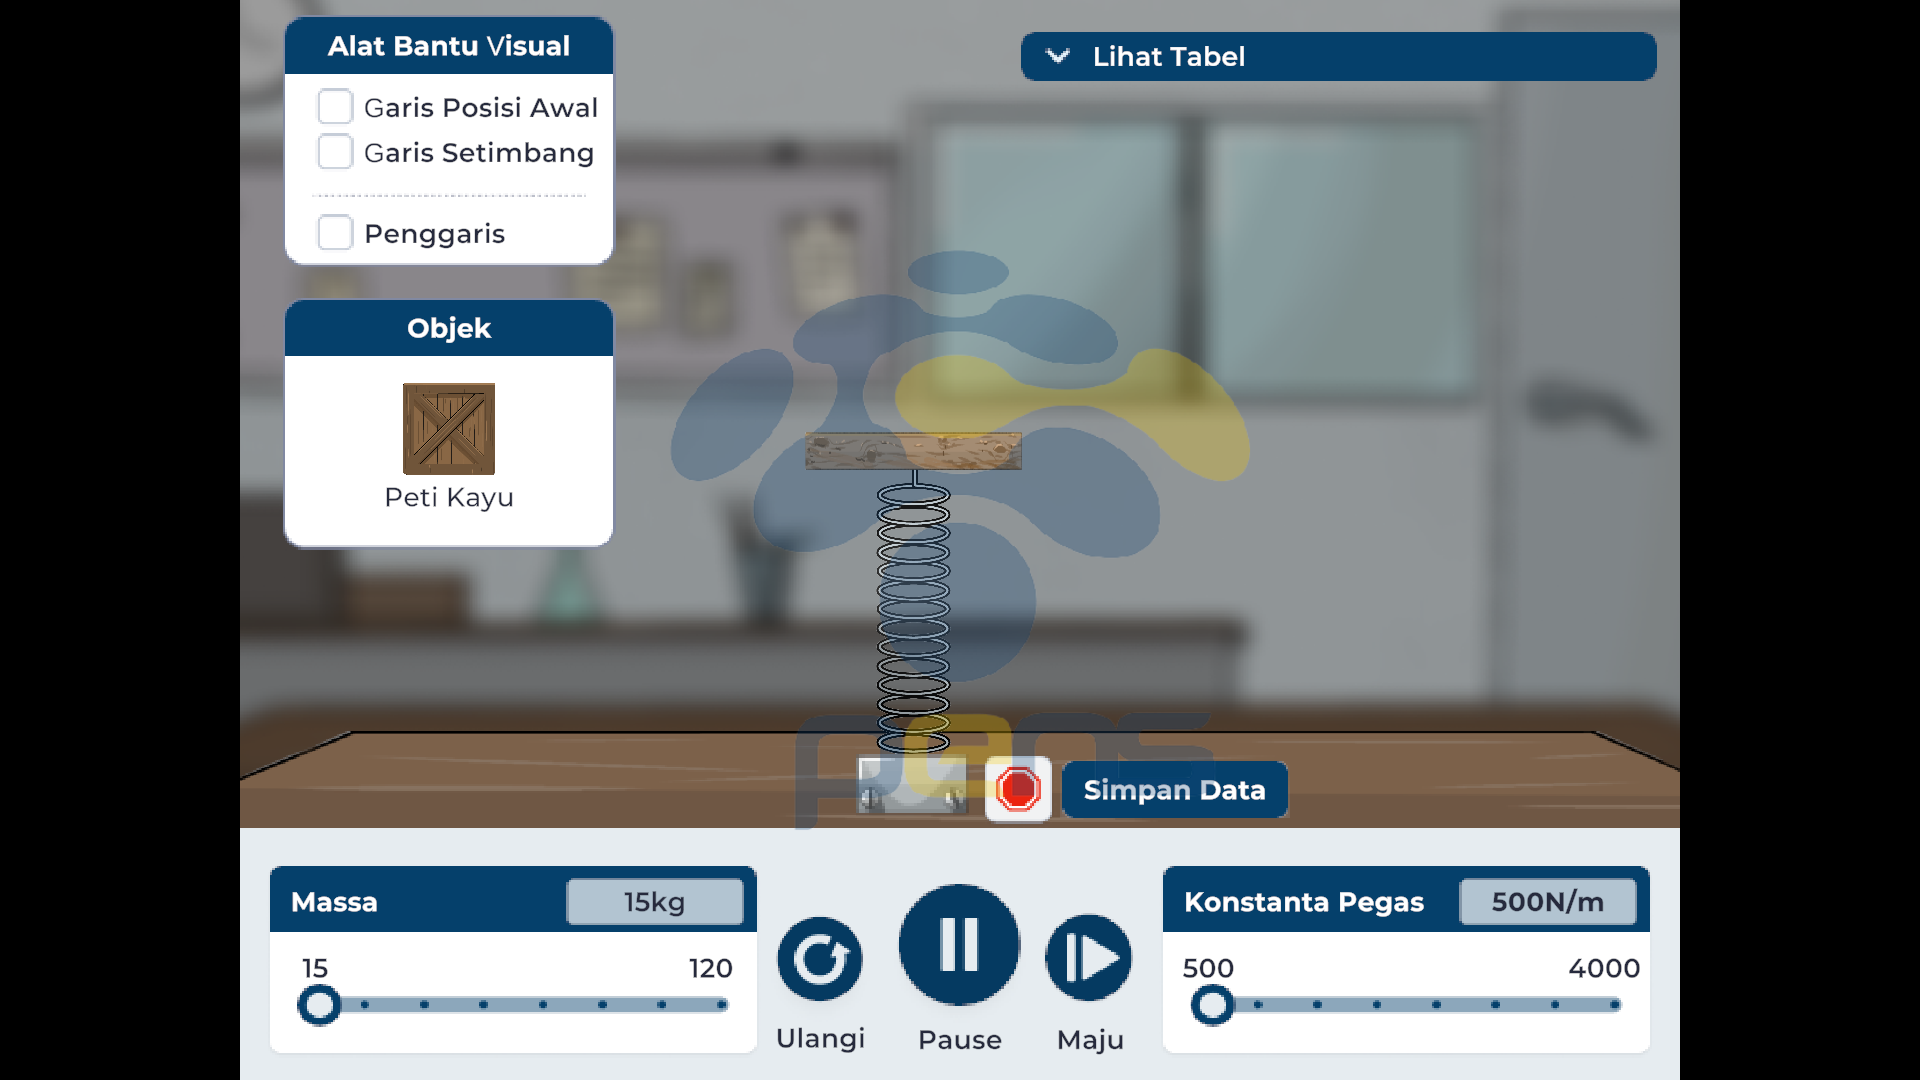 Alat Bantu Visual
Garis Posisi Awal
Garis Setimbang
Penggaris
Lihat Tabel
Objek
Peti Kayu
PGANS
Simpan Data
Massa
15kg
15
120
Ulangi
Pause
Maju
Konstanta Pegas
500N/m
500
4000